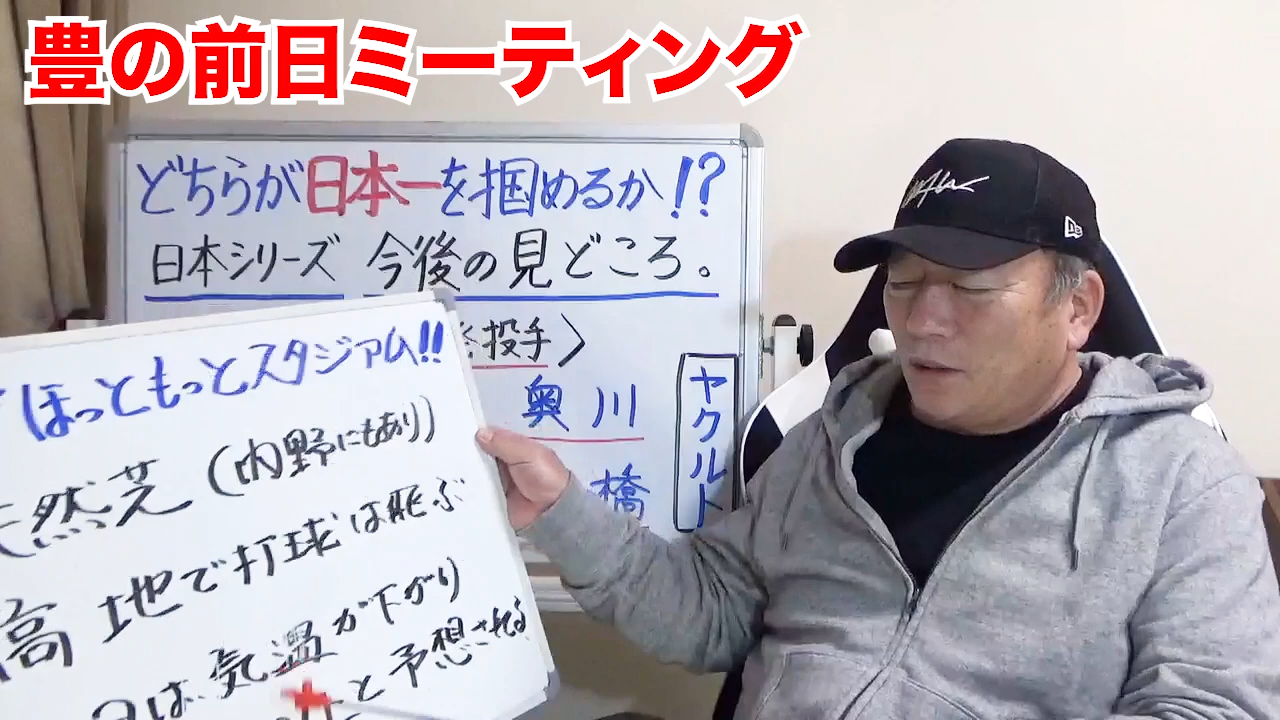 豊の前日ミーティング
どちらが日本一を掴めるか!?
日本シリーズ 今後の見どころ。
投手〉
奥川
橋
ヤクルト
ほっともっとスタジアム!!
天然芝(内野にもあり)
高地で打球は飛ぶ
は、気温が下がり
と予想される